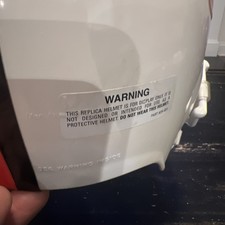 WARNING
THIS REPLICA HELMET IS FOR DISPLAY ONLY. IT IS
NOT DESIGNED OR INTENDED FOR USE AS A
PROTECTIVE HELMET. DO NOT WEAR THIS HELMET.